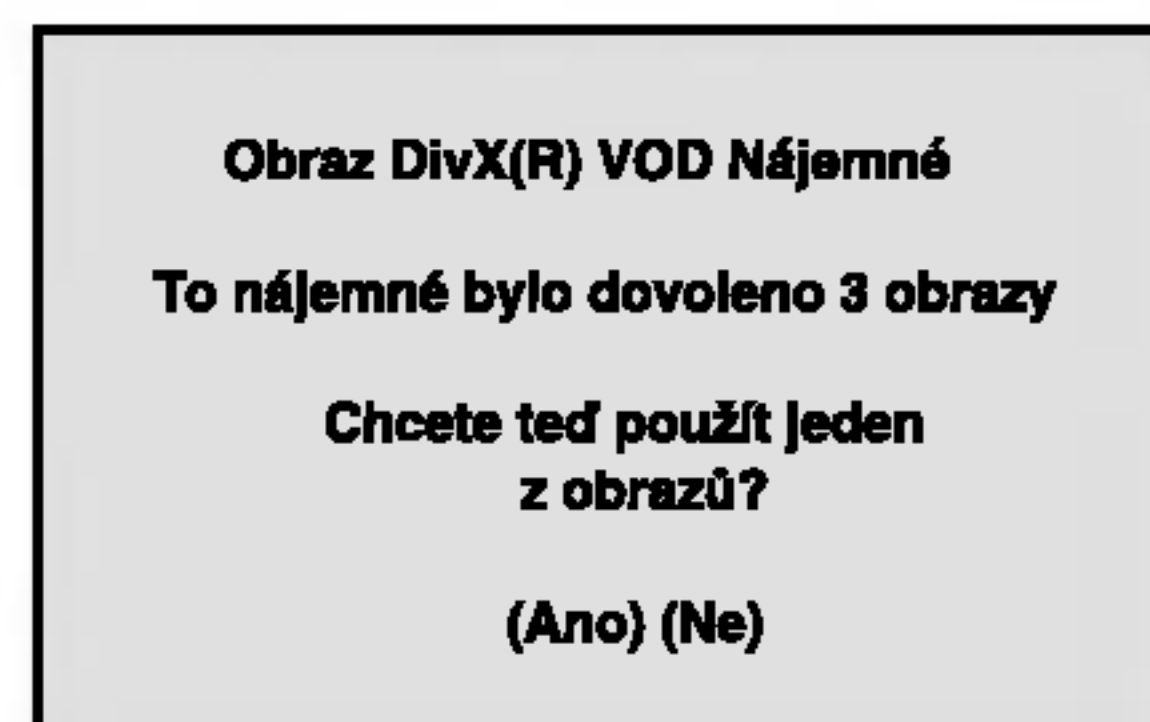 Obraz DivX(R) VOD Nájemné
To nájemné bylo dovoleno 3 obrazy
Chcete teď použít jeden
z obrazů?
(Ano) (Ne)